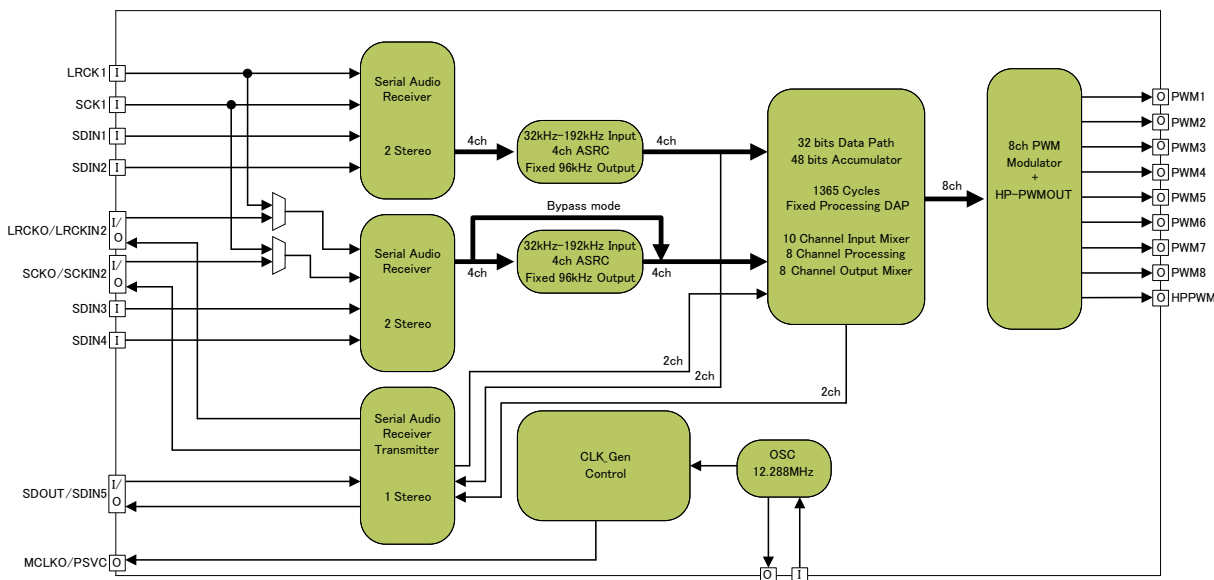 LRCK1
I
SCK1
I
SDIN1
I
SDIN2
I
LRCKO/LRCKIN2
I/
O
SCKO/SCKIN2
I/
O
SDIN3
I
SDIN4
I
SDOUT/SDIN5
I/
O
MCLKO/PSVC
O
Serial Audio
Receiver
2 Stereo
4ch
32kHz-192kHz Input
4ch ASRC
Fixed 96kHz Output
4ch
Serial Audio
Receiver
2 Stereo
Bypass mode
4ch
32kHz-192kHz Input
4ch ASRC
Fixed 96kHz Output
4ch
Serial Audio
Receiver
Transmitter
1 Stereo
2ch
2ch
2ch
CLK_Gen
Control
OSC
12.288MHz
O
I
32 bits Data Path
48 bits Accumulator
1365 Cycles
Fixed Processing DAP
10 Channel Input Mixer
8 Channel Processing
8 Channel Output Mixer
8ch
8ch PWM
Modulator
+
HP-PWMOUT
O PWM1
O PWM2
O PWM3
O PWM4
O PWM5
O PWM6
O PWM7
O PWM8
O HPPWM